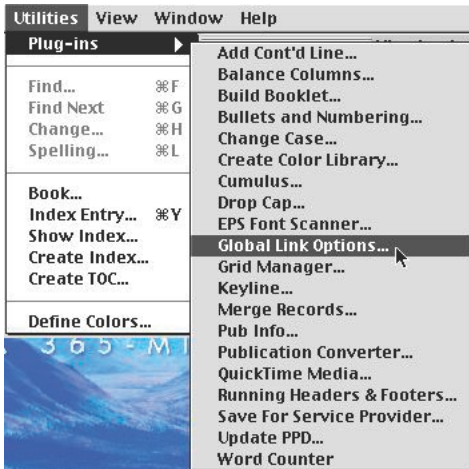 Utilities View Window Help
Plug-ins
Find... ⌘F
Find Next ⌘G
Change... ⌘H
Spelling... ⌘L
Book...
Index Entry... ⌘Y
Show Index...
Create Index...
Create TOC...
Define Colors...
365-MI
Add Cont'd Line...
Balance Columns...
Build Booklet...
Bullets and Numbering...
Change Case...
Create Color Library...
Cumulus...
Drop Cap...
EPS Font Scanner...
Global Link Options...
Grid Manager...
Keyline...
Merge Records...
Pub Info...
Publication Converter...
QuickTime Media...
Running Headers & Footers...
Save For Service Provider...
Update PPD...
Word Counter